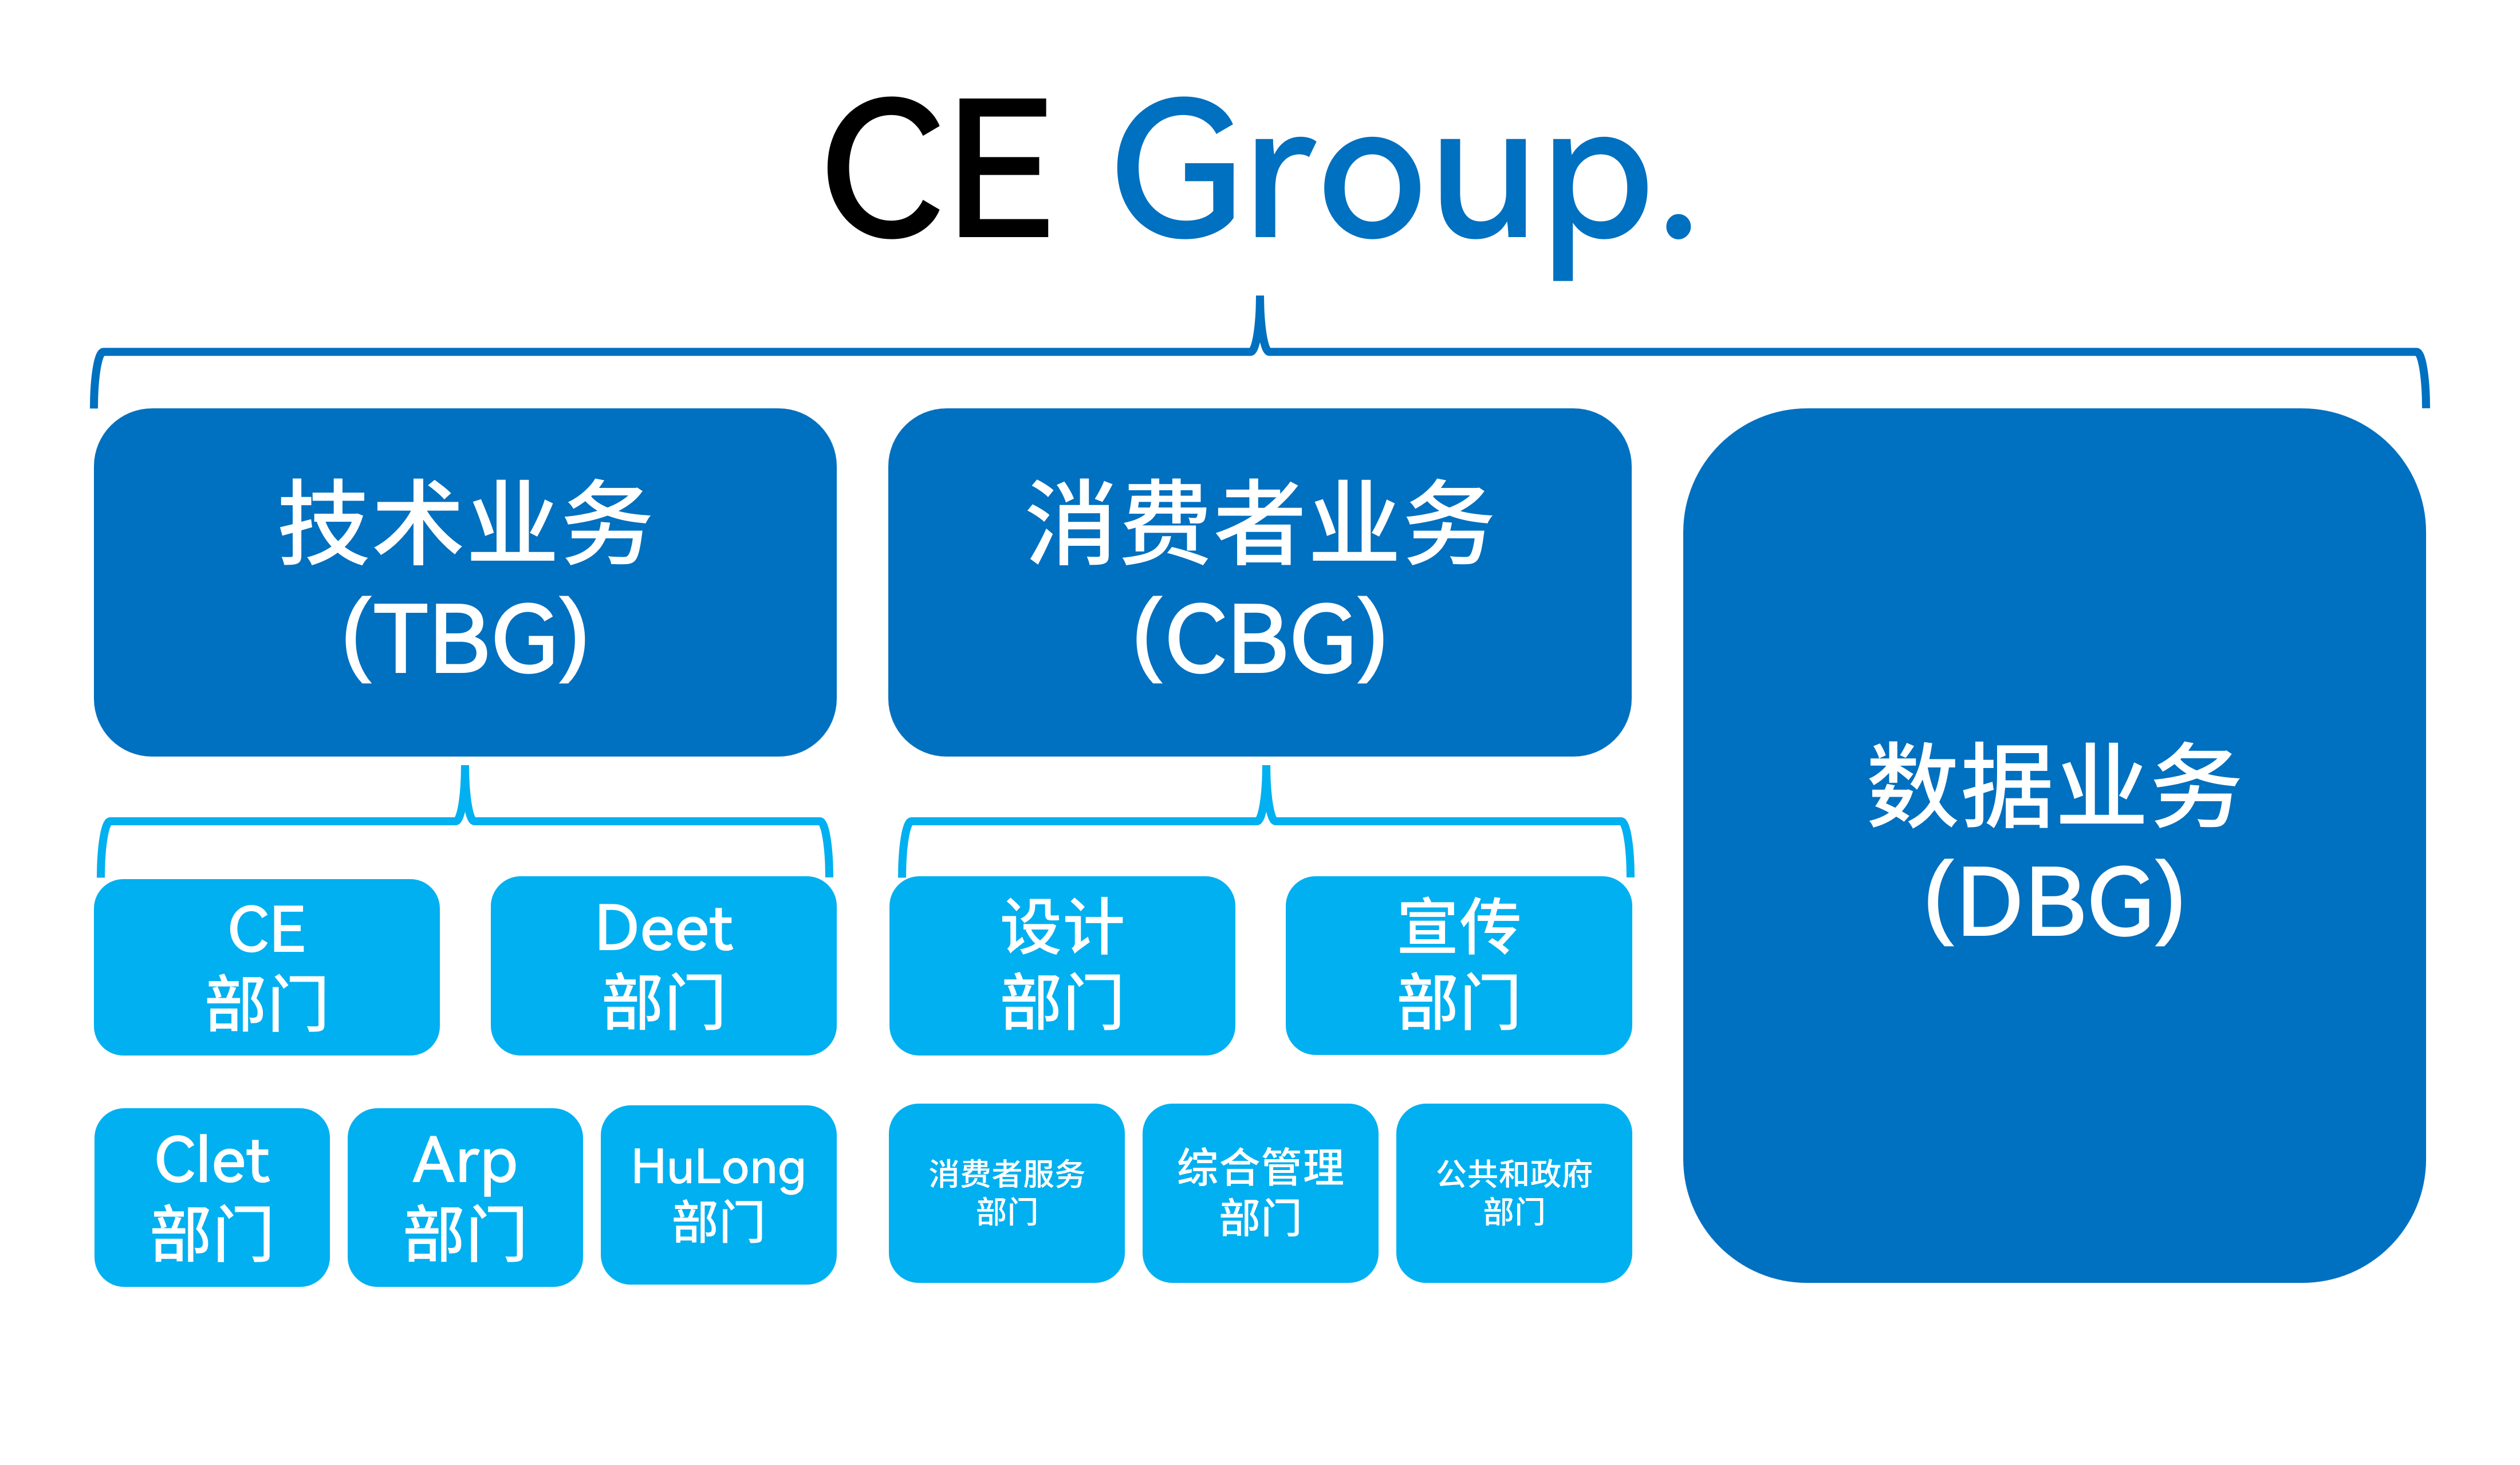 CE Group.
技术业务
(TBG)
消费者业务
(CBG)
数据业务
(DBG)
CE
部门
Deet
部门
设计
部门
宣传
部门
Clet
部门
Arp
部门
HuLong
部门
消费者服务
部门
综合管理
部门
公共和政府
部门